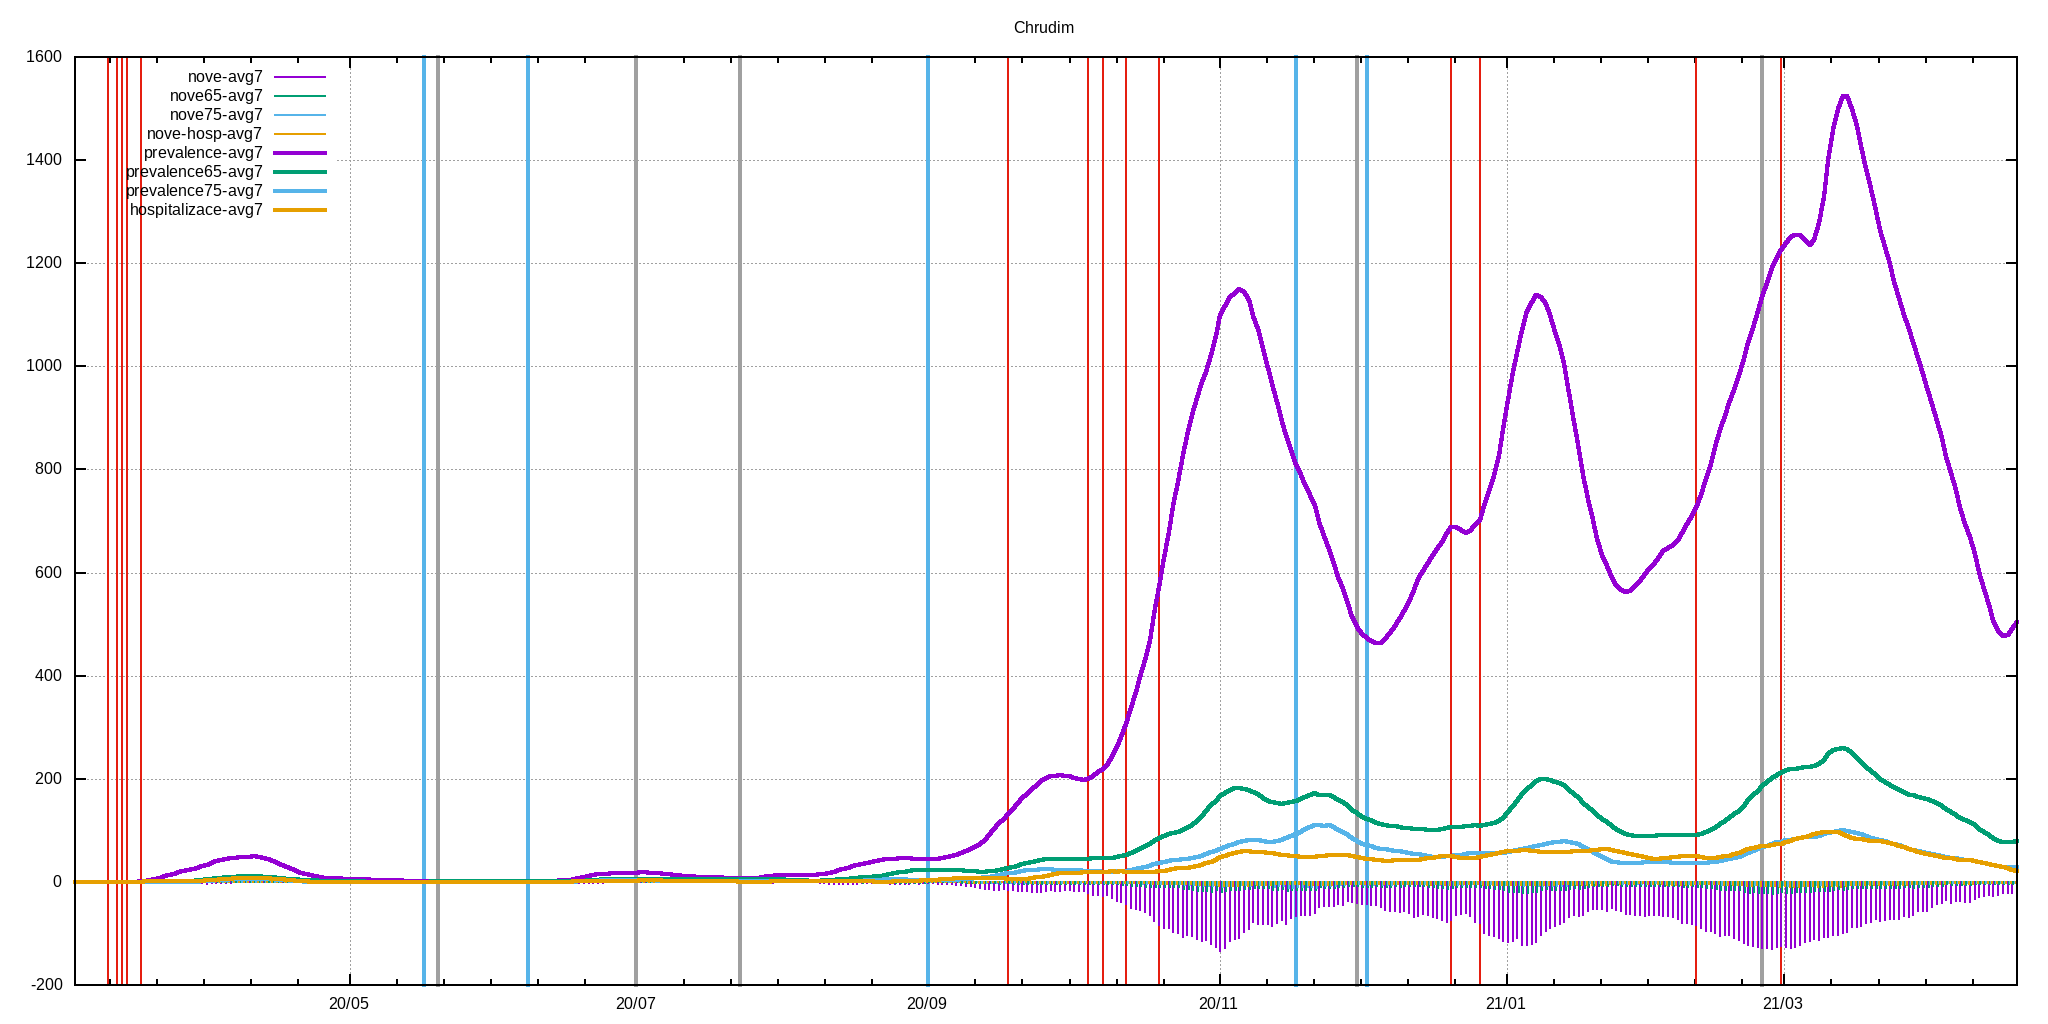 Chrudim
1600
1400
1200
1000
800
600
400
200
0
-200
nove-avg7
nove65-avg7
nove75-avg7
nove-hosp-avg7
prevalence-avg7
prevalence65-avg7
prevalence75-avg7
hospitalizace-avg7
20/05 20/07 20/09 20/11 21/01 21/03